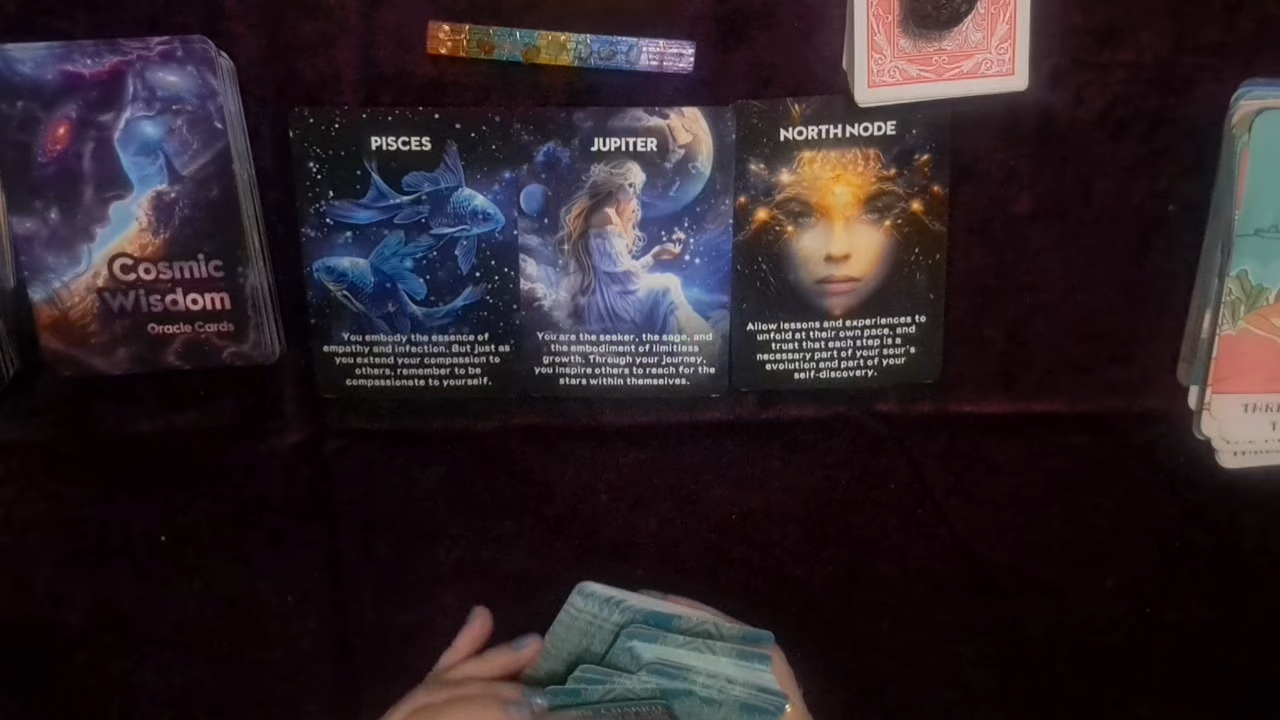 Cosmic
Wisdom
Oracle Cards
PISCES
You embody the essence of
empathy and infection. But just as
you extend your compassion to
others, remember to be
compassionate to yourself.
JUPITER
You are the seeker, the sage, and
the embodiment of limitless
growth. Through your journey,
you inspire others to reach for the
stars within themselves.
NORTH NODE
Allow lessons and experiences to
unfold at their own pace, and
trust that each step is a
necessary part of your sour's
evolution and part of your
self-discovery.
CHARIOT